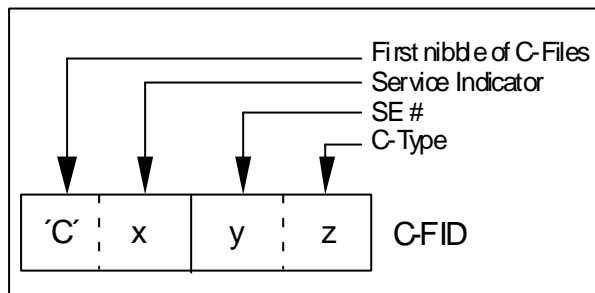 First nibble of C-Files
Service Indicator
SE #
C-Type
´C´ x y z C-FID